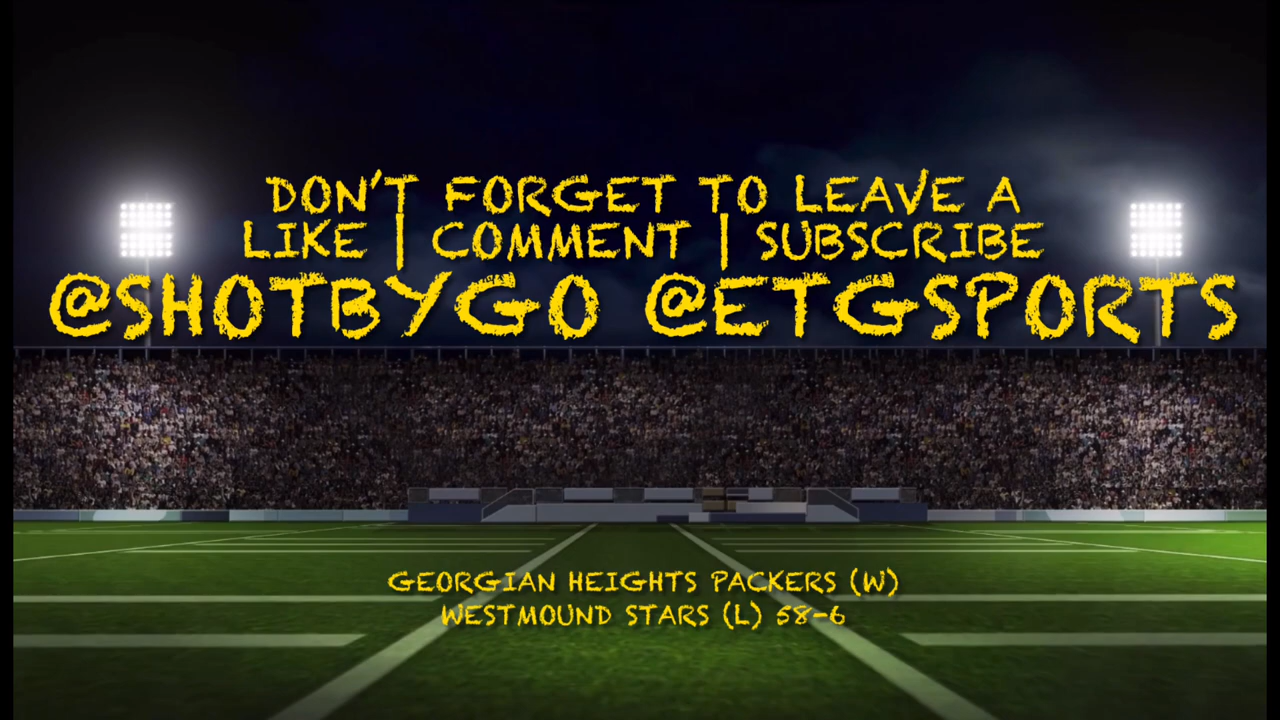 DON'T FORGET TO LEAVE A
LIKE | COMMENT | SUBSCRIBE
@SHOTBYGO @ETGSPORTS
GEORGIAN HEIGHTS PACKERS (W)
WESTMOUND STARS (L) 58-6